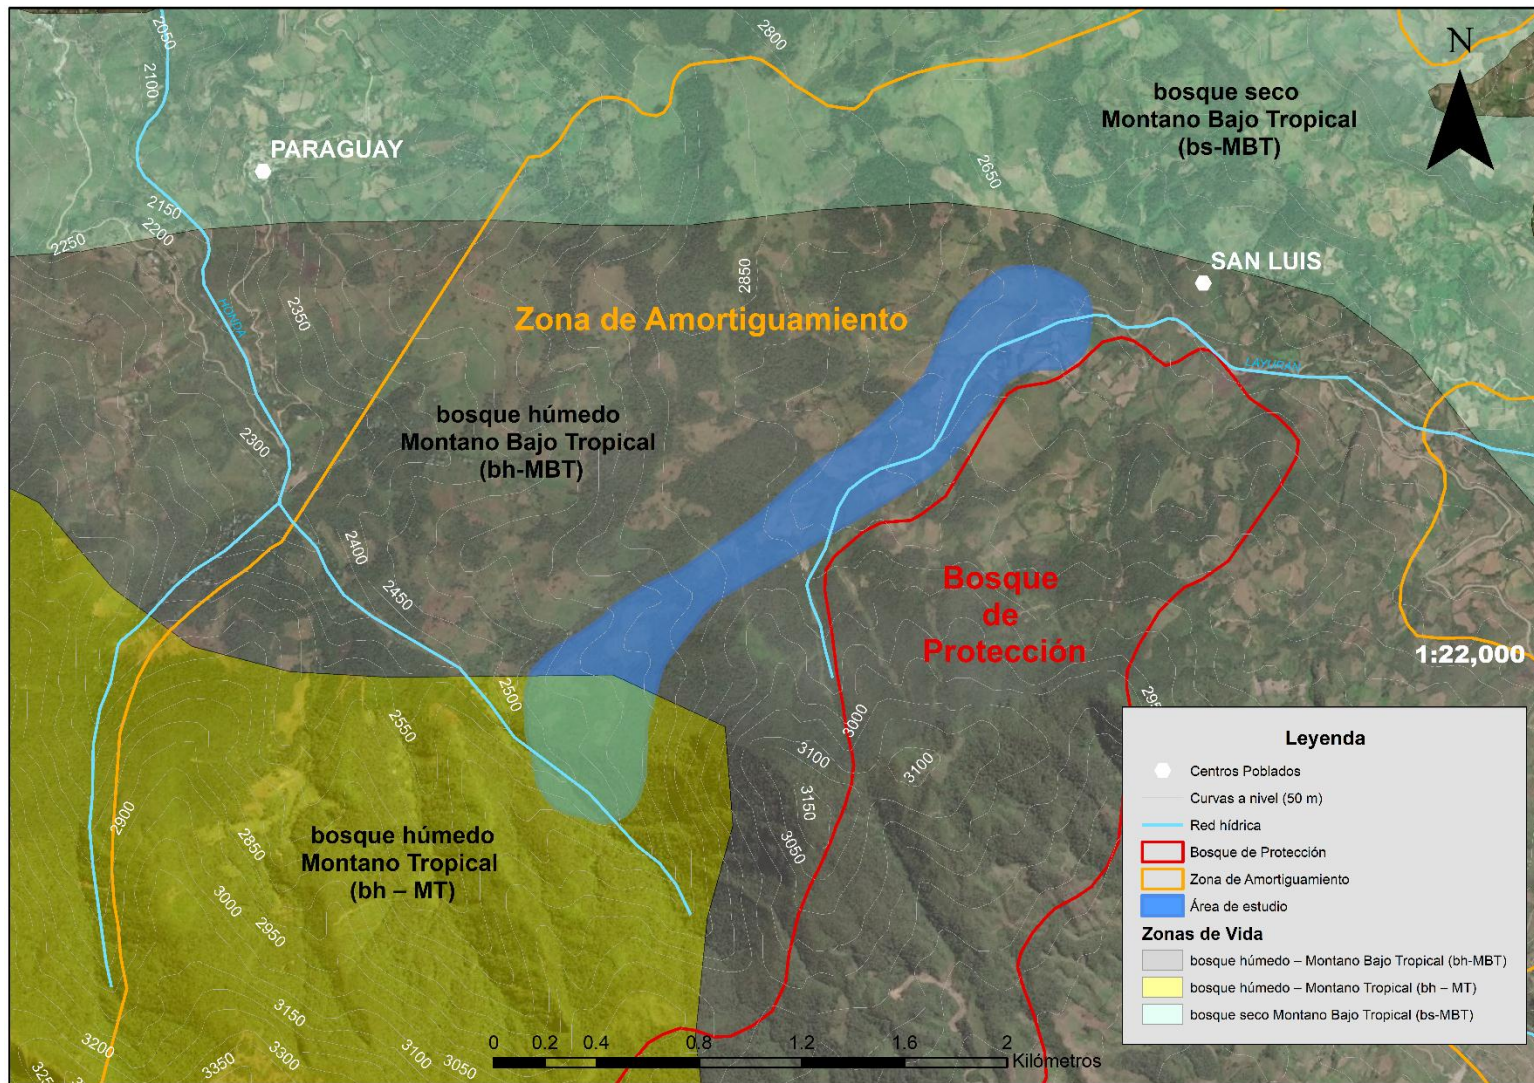 2050
2100
2800
N
bosque seco
Montano Bajo Tropical
(bs-MBT)
PARAGUAY
2650
2150
2200
2250
SAN LUIS
2850
HONDA
2350
Zona de Amortiguamiento
bosque húmedo
Montano Bajo Tropical
(bh-MBT)
2300
2400
2450
Bosque
de
Protección
1:22,000
2500
2550
3000
3100
3100
3150
3050
2900
2850
bosque húmedo
Montano Tropical
(bh – MT)
3000
2950
3150
3200
3350
3300
3100
3050
Leyenda
Centros Poblados
Curvas a nivel (50 m)
Red hídrica
Bosque de Protección
Zona de Amortiguamiento
Área de estudio
Zonas de Vida
bosque húmedo – Montano Bajo Tropical (bh-MBT)
bosque húmedo – Montano Tropical (bh – MT)
bosque seco Montano Bajo Tropical (bs-MBT)
0 0.2 0.4 0.8 1.2 1.6 2
Kilómetros